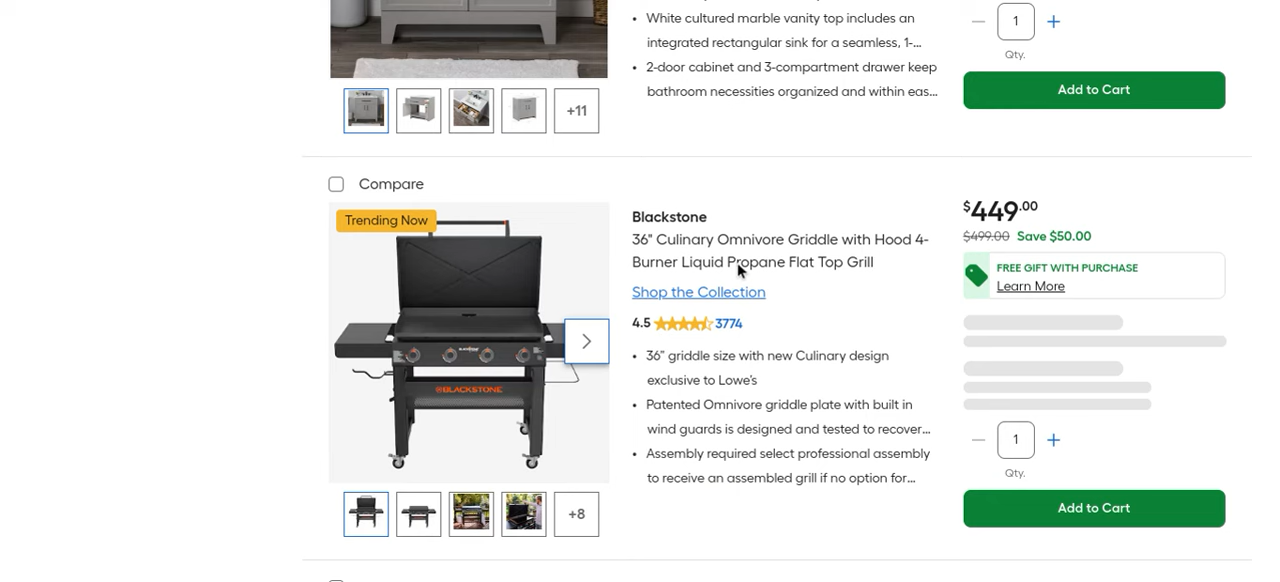 White cultured marble vanity top includes an
integrated rectangular sink for a seamless, 1-...
2-door cabinet and 3-compartment drawer keep
bathroom necessities organized and within eas...
+11
1
Qty.
Add to Cart
Compare
Trending Now
BLACKSTONE
+8
Blackstone
36" Culinary Omnivore Griddle with Hood 4-
Burner Liquid Propane Flat Top Grill
Shop the Collection
4.5 3774
• 36” griddle size with new Culinary design
exclusive to Lowe’s
• Patented Omnivore griddle plate with built in
wind guards is designed and tested to recover...
• Assembly required select professional assembly
to receive an assembled grill if no option for...
$449.00
$499.00 Save $50.00
FREE GIFT WITH PURCHASE
Learn More
1
Qty.
Add to Cart